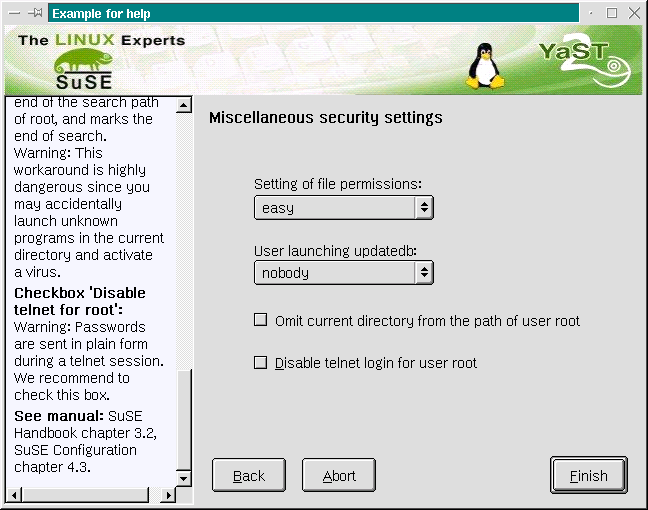 Example for help
The LINUX Experts
SuSE
YaST
2
end of the search path
of root, and marks the
end of search.
Warning: This
workaround is highly
dangerous since you
may accidentally
launch unknown
programs in the current
directory and activate
a virus.
Checkbox 'Disable
telnet for root':
Warning: Passwords
are sent in plain form
during a telnet session.
We recommend to
check this box.
See manual: SuSE
Handbook chapter 3.2,
SuSE Configuration
chapter 4.3.
Miscellaneous security settings
Setting of file permissions:
easy
User launching updatedb:
nobody
Omit current directory from the path of user root
Disable telnet login for user root
Back
Abort
Finish